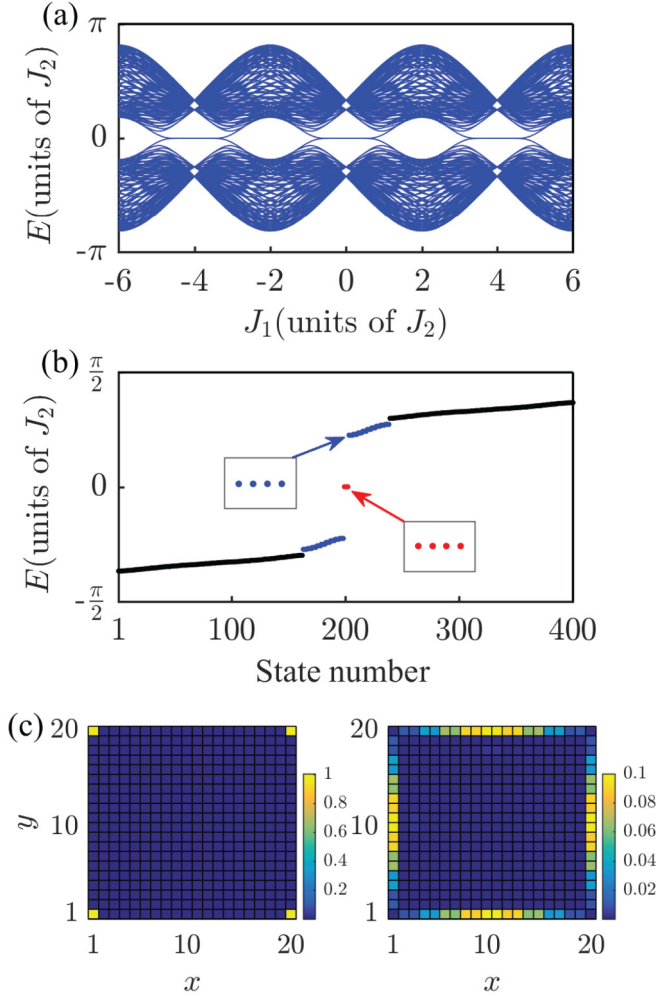 (a)
π
0
-π
E(units of J₂)
-6 -4 -2 0 2 4 6
J₁(units of J₂)
(b)
π/2
0
-π/2
E(units of J₂)
1 100 200 300 400
State number
(c)
20
10
1
y
1 10 20
x
1
0.8
0.6
0.4
0.2
20
10
1
1 10 20
x
0.1
0.08
0.06
0.04
0.02